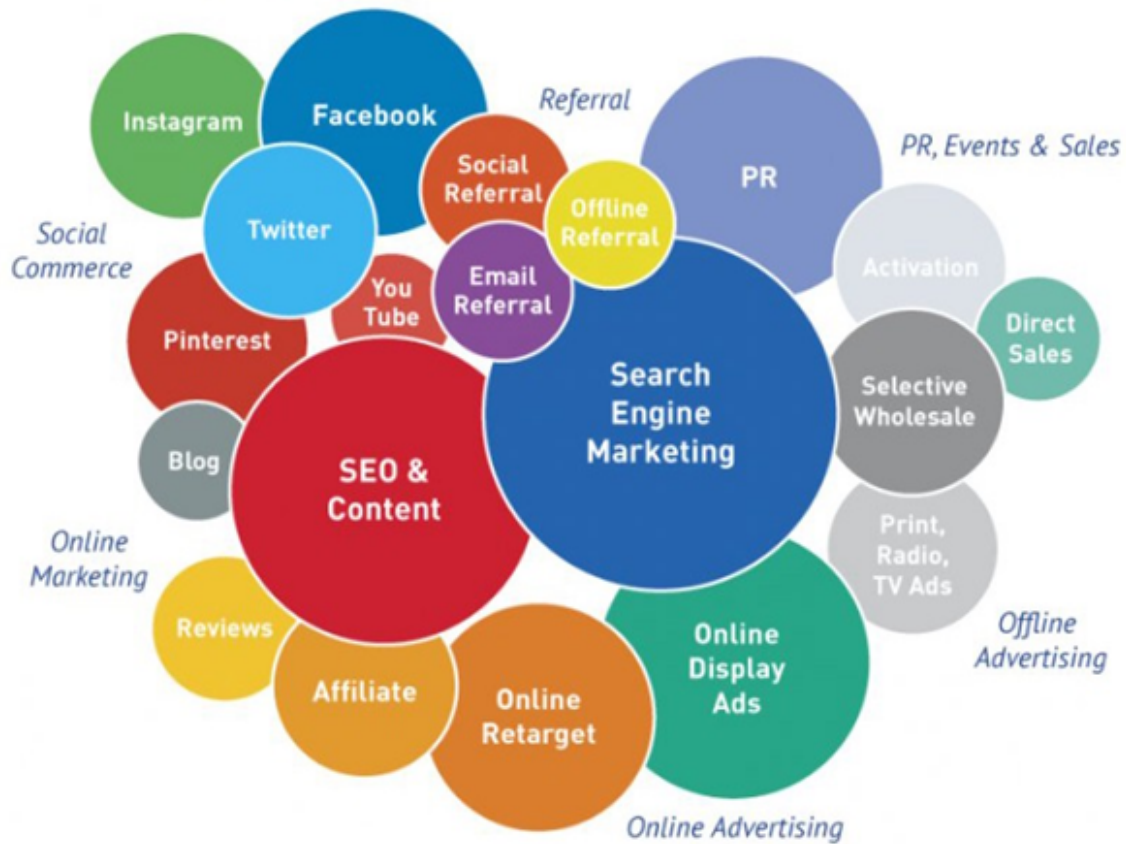 Instagram
Facebook
Referral
PR, Events & Sales
Social
Referral
PR
Offline
Referral
Twitter
Social
Commerce
Activation
You
Tube
Email
Referral
Pinterest
Direct
Sales
Search
Engine
Marketing
Selective
Wholesale
Blog
SEO &
Content
Print,
Radio,
TV Ads
Online
Marketing
Reviews
Offline
Advertising
Online
Display
Ads
Affiliate
Online
Retarget
Online Advertising